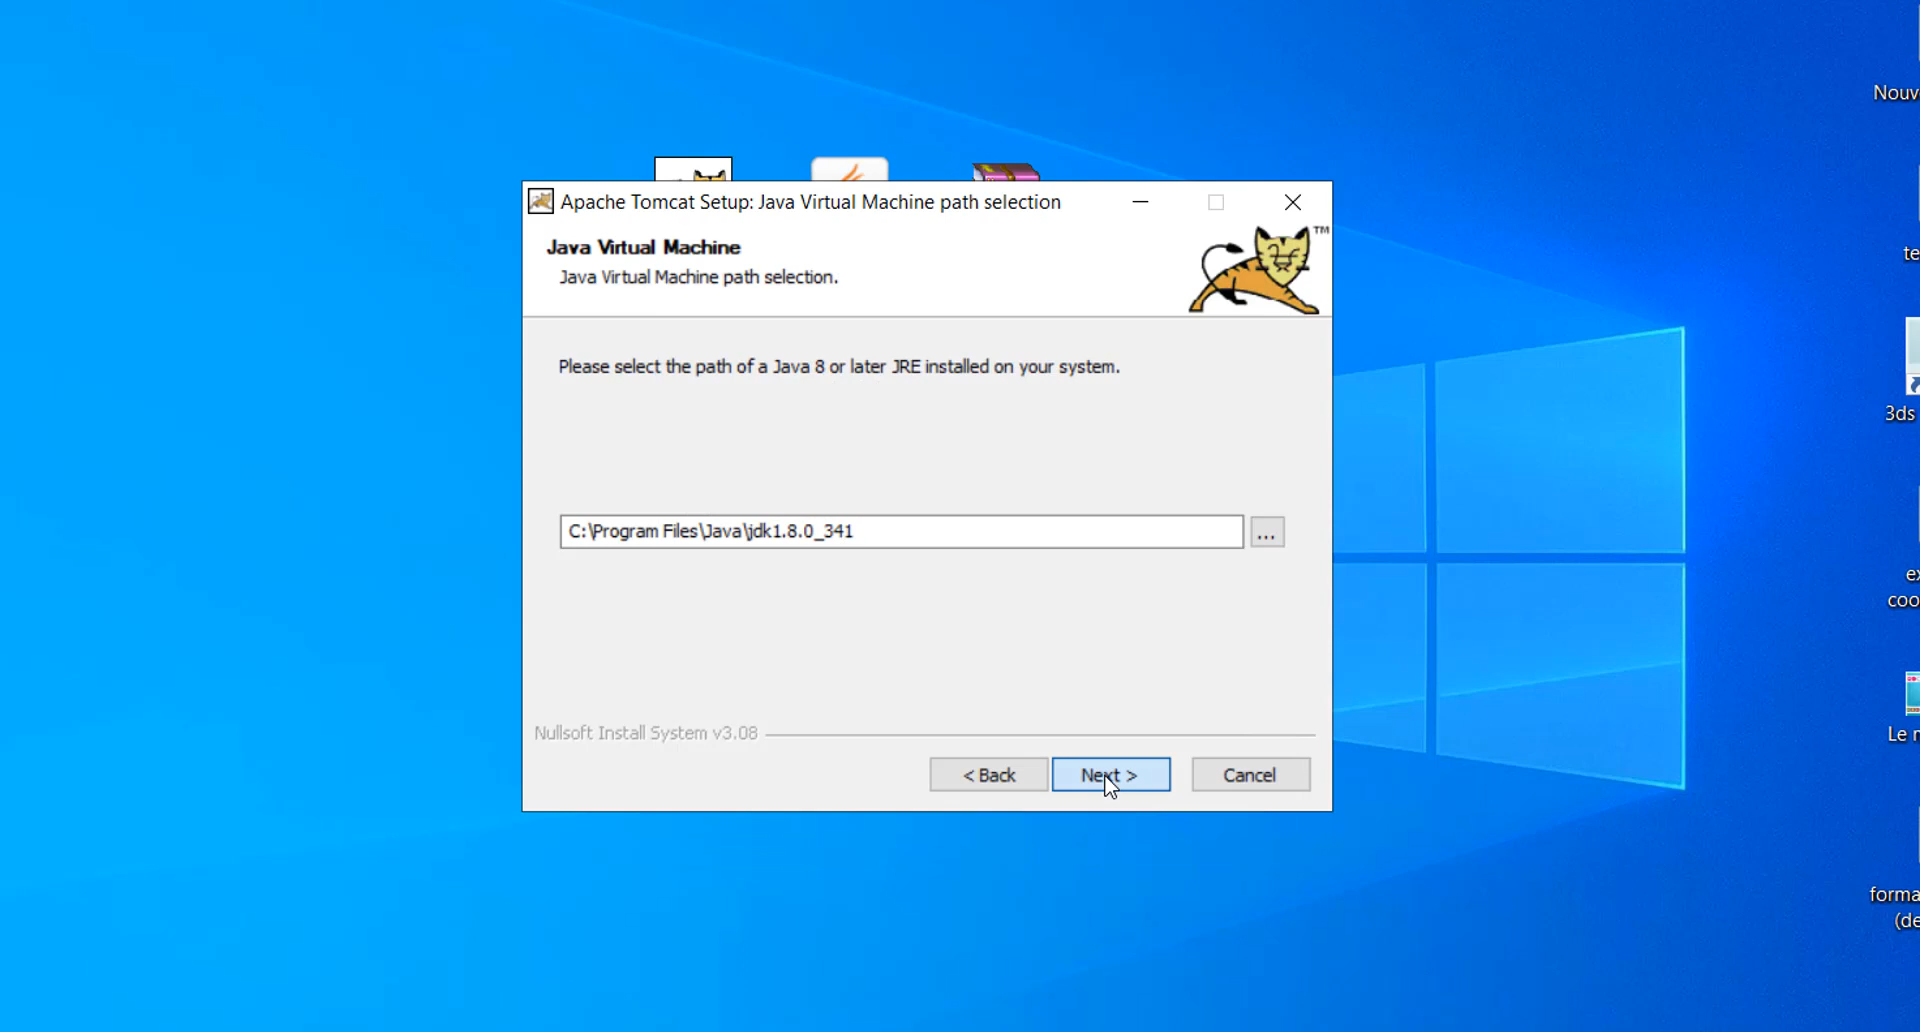 Apache Tomcat Setup: Java Virtual Machine path selection
Java Virtual Machine
Java Virtual Machine path selection.
TM
Please select the path of a Java 8 or later JRE installed on your system.
C:\Program Files\Java\jdk1.8.0_341
...
Nullsoft Install System v3.08
< Back
Next >
Cancel
Nouv
te
3ds
ex
coo
Le
forma
(de